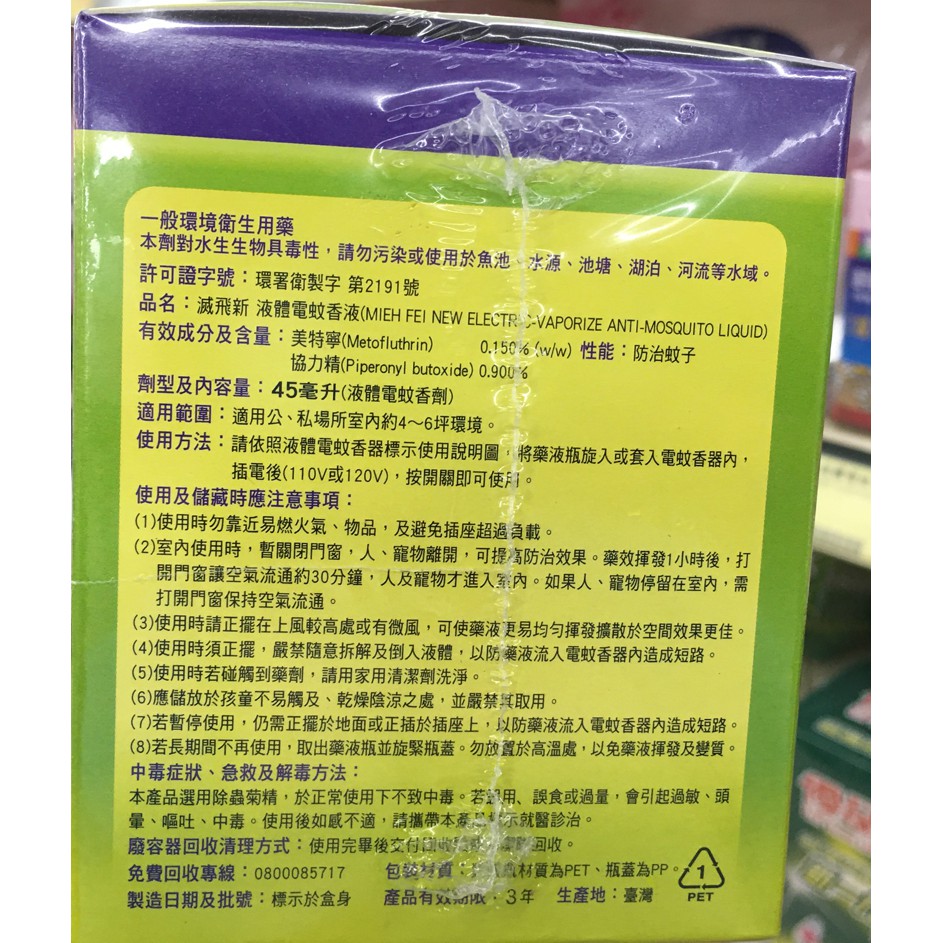 一般環境衛生用藥
本劑對水生生物具毒性，請勿污染或使用於魚池、水源、池塘、湖泊、河流等水域。
許可證字號：環署衛製字 第2191號
品名：滅飛新 液體電蚊香液(MIEH FEI NEW ELECTRIC-VAPORIZE ANTI-MOSQUITO LIQUID)
有效成分及含量：美特寧(Metofluthrin) 0.150% (w/w) 性能：防治蚊子
協力精(Piperonyl butoxide) 0.900%
劑型及內容量：45毫升(液體電蚊香劑)
適用範圍：適用公、私場所室內約4～6坪環境。
使用方法：請依照液體電蚊香器標示使用說明圖，將藥液瓶旋入或套入電蚊香器內，
插電後(110V或120V)，按開關即可使用。
使用及儲藏時應注意事項：
(1)使用時勿靠近易燃火氣、物品，及避免插座超過負載。
(2)室內使用時，暫關閉門窗，人、寵物離開，可提高防治效果。藥效揮發1小時後，打
開門窗讓空氣流通約30分鐘，人及寵物才進入室內。如果人、寵物停留在室內，需
打開門窗保持空氣流通。
(3)使用時請正擺在上風較高處或有微風，可使藥液更易均勻揮發擴散於空間效果更佳。
(4)使用時須正擺，嚴禁隨意拆解及倒入液體，以防藥液流入電蚊香器內造成短路。
(5)使用時若碰觸到藥劑，請用家用清潔劑洗淨。
(6)應儲放於孩童不易觸及、乾燥陰涼之處，並嚴禁其取用。
(7)若暫停使用，仍需正擺於地面或正插於插座上，以防藥液流入電蚊香器內造成短路。
(8)若長期間不再使用，取出藥液瓶並旋緊瓶蓋。勿放置於高溫處，以免藥液揮發及變質。
中毒症狀、急救及解毒方法：
本產品選用除蟲菊精，於正常使用下不致中毒。若誤用、誤食或過量，會引起過敏、頭
暈、嘔吐、中毒。使用後如感不適，請攜帶本產品標示就醫診治。
廢容器回收清理方式：使用完畢後交付回收 回收。
免費回收專線：0800085717 包裝材質： 材質為PET、瓶蓋為PP。
1
PET
製造日期及批號：標示於盒身 產品有效期限：3年 生產地：臺灣